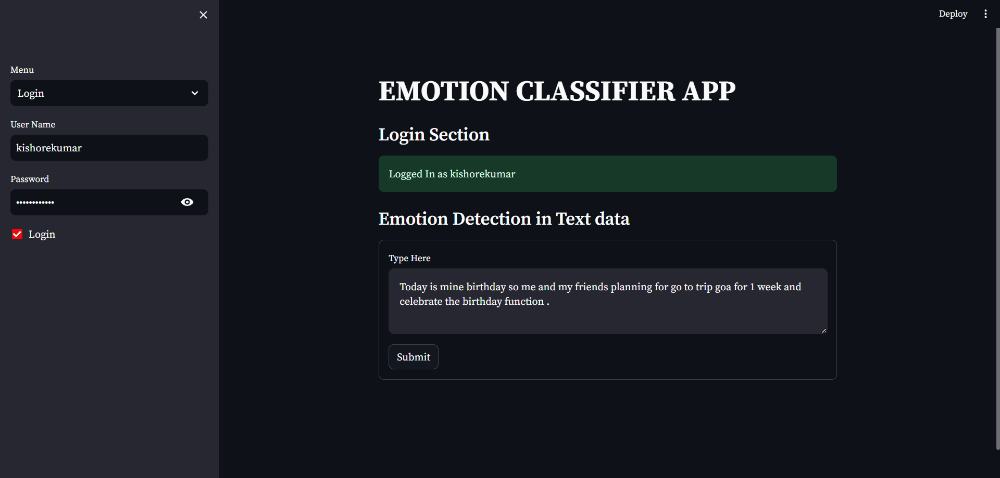 Deploy
Menu
Login
User Name
kishorekumar
Password
••••••••••••
Login
EMOTION CLASSIFIER APP
Login Section
Logged In as kishorekumar
Emotion Detection in Text data
Type Here
Today is mine birthday so me and my friends planning for go to trip goa for 1 week and
celebrate the birthday function .
Submit